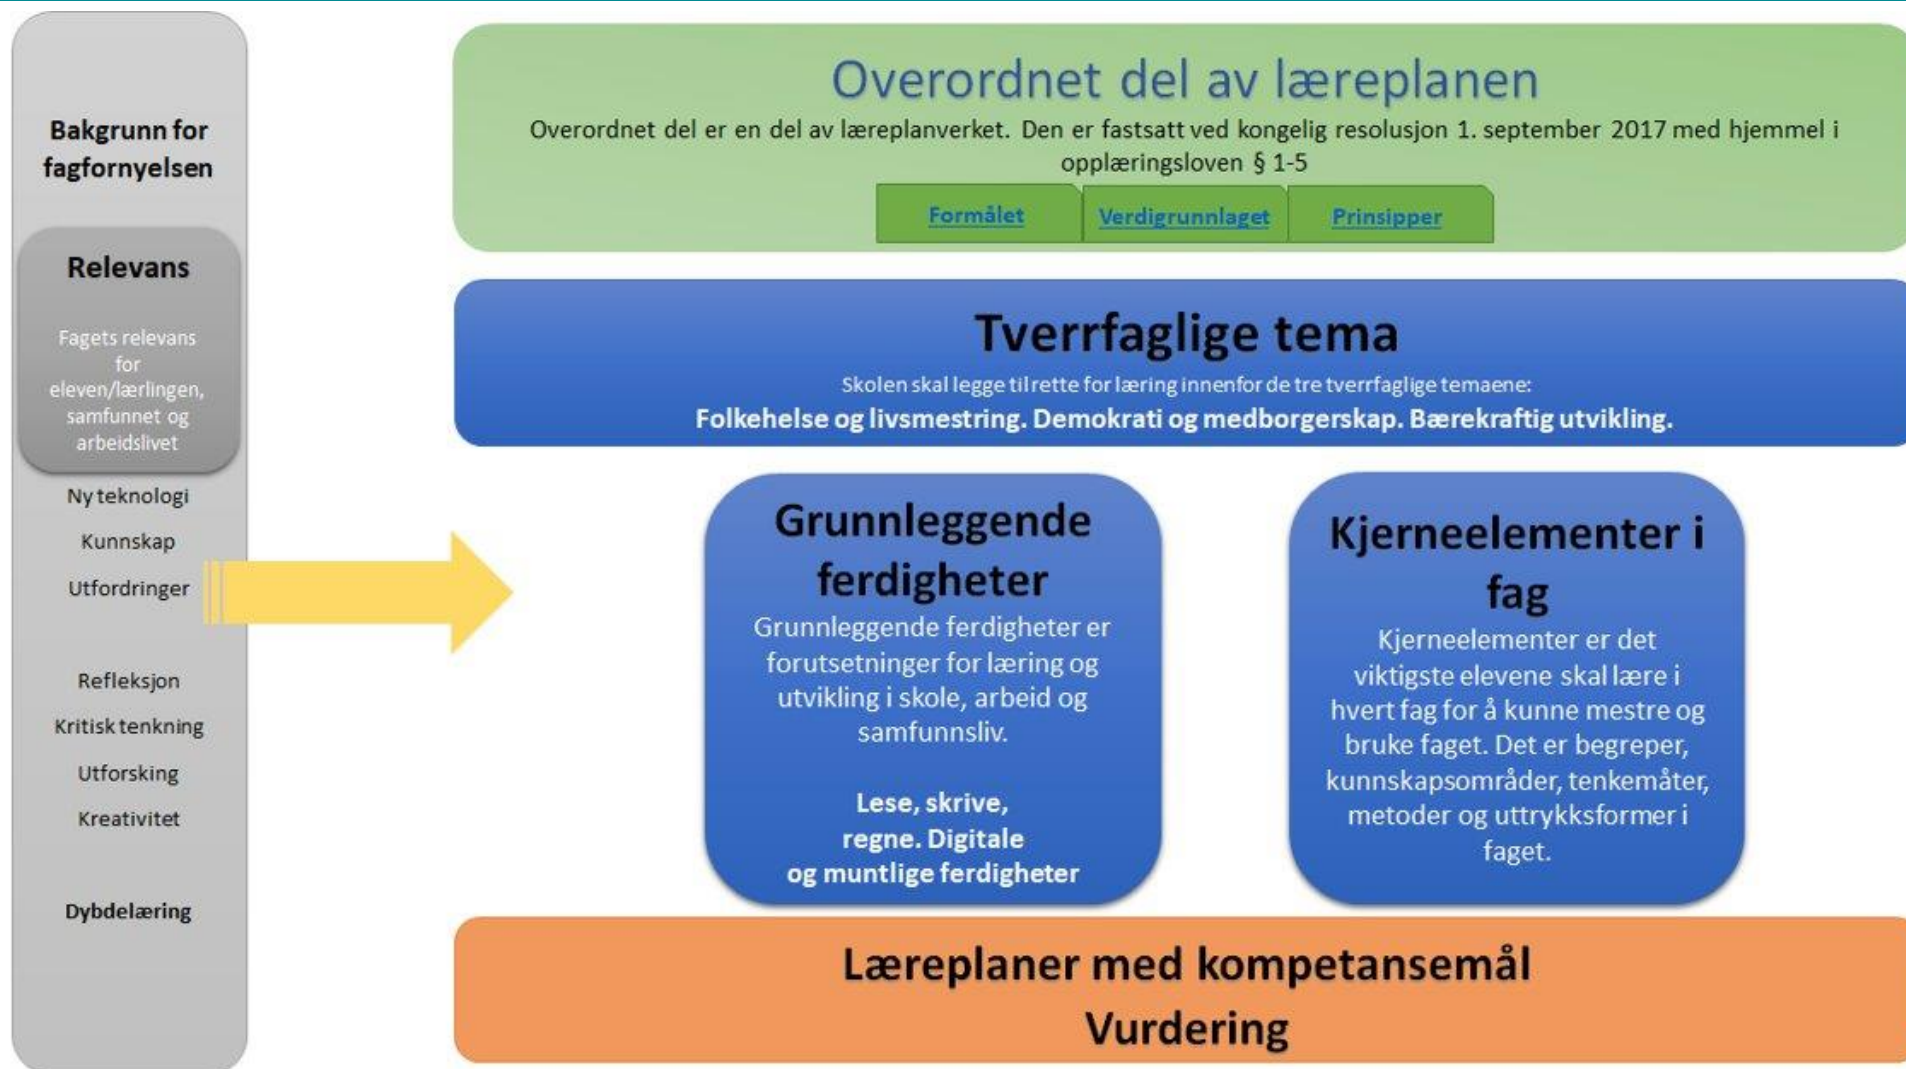 Bakgrunn for
fagfornyelsen
Relevans
Fagets relevans
for
eleven/lærlingen,
samfunnet og
arbeidslivet
Ny teknologi
Kunnskap
Utfordringer
Refleksjon
Kritisk tenkning
Utforsking
Kreativitet
Dybdelæring
Overordnet del av læreplanen
Overordnet del er en del av læreplanverket. Den er fastsatt ved kongelig resolusjon 1. september 2017 med hjemmel i
opplæringsloven § 1-5
Formålet
Verdigrunnlaget
Prinsipper
Tverrfaglige tema
Skolen skal legge til rette for læring innenfor de tre tverrfaglige temaene:
Folkehelse og livsmestring. Demokrati og medborgerskap. Bærekraftig utvikling.
Grunnleggende
ferdigheter
Grunnleggende ferdigheter er
forutsetninger for læring og
utvikling i skole, arbeid og
samfunnsliv.
Lese, skrive,
regne. Digitale
og muntlige ferdigheter
Kjerneelementer i
fag
Kjerneelementer er det
viktigste elevene skal lære i
hvert fag for å kunne mestre og
bruke faget. Det er begreper,
kunnskapsområder, tenkemåter,
metoder og uttrykksformer i
faget.
Læreplaner med kompetansemål
Vurdering